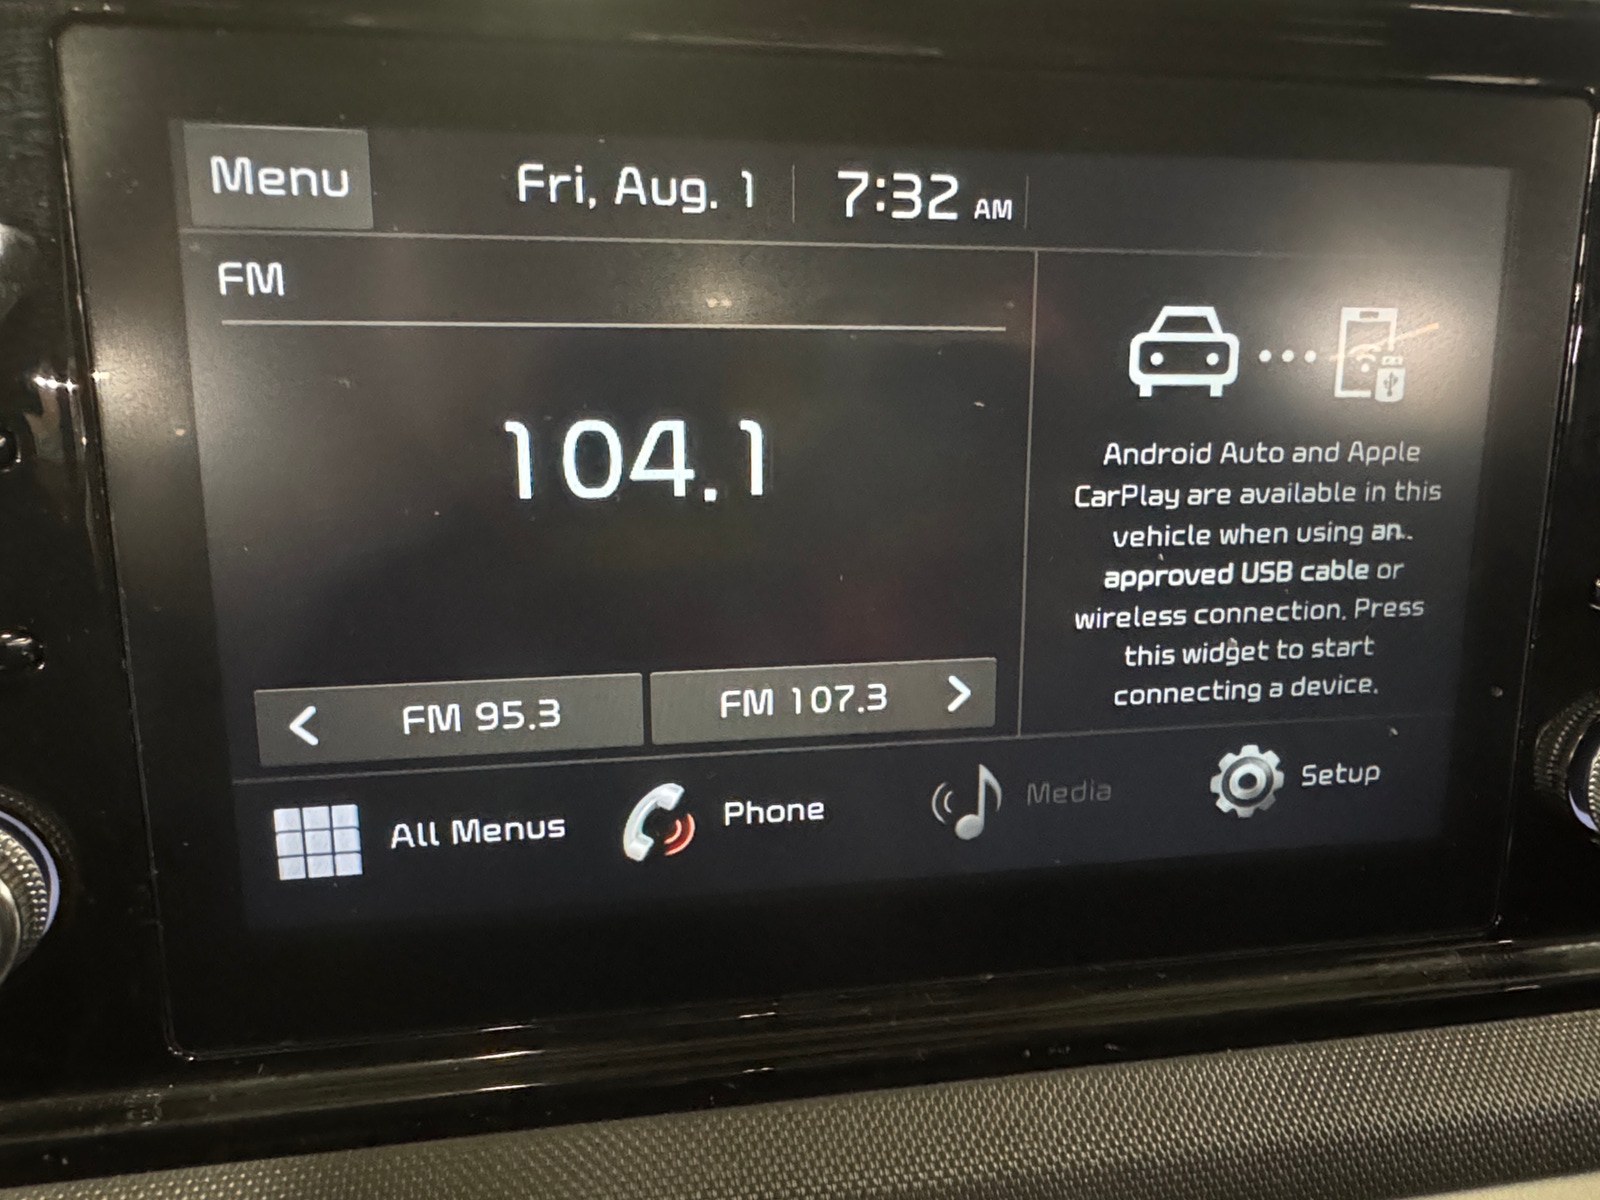 Menu
Fri, Aug. 1
7:32 AM
FM
104.1
FM 95.3
FM 107.3
Android Auto and Apple
CarPlay are available in this
vehicle when using an
approved USB cable or
wireless connection. Press
this widget to start
connecting a device.
All Menus
Phone
Media
Setup